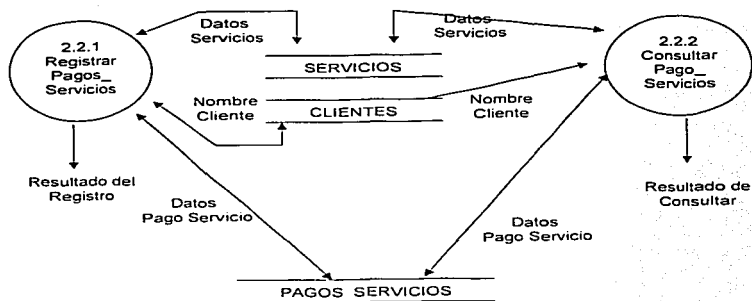 Datos
Servicios
Datos
Servicios
2.2.1
Registrar
Pagos_
Servicios
2.2.2
Consultar
Pago_
Servicios
SERVICIOS
Nombre
Cliente
CLIENTES
Nombre
Cliente
Resultado del
Registro
Resultado de
Consultar
Datos
Pago Servicio
Datos
Pago Servicio
PAGOS SERVICIOS